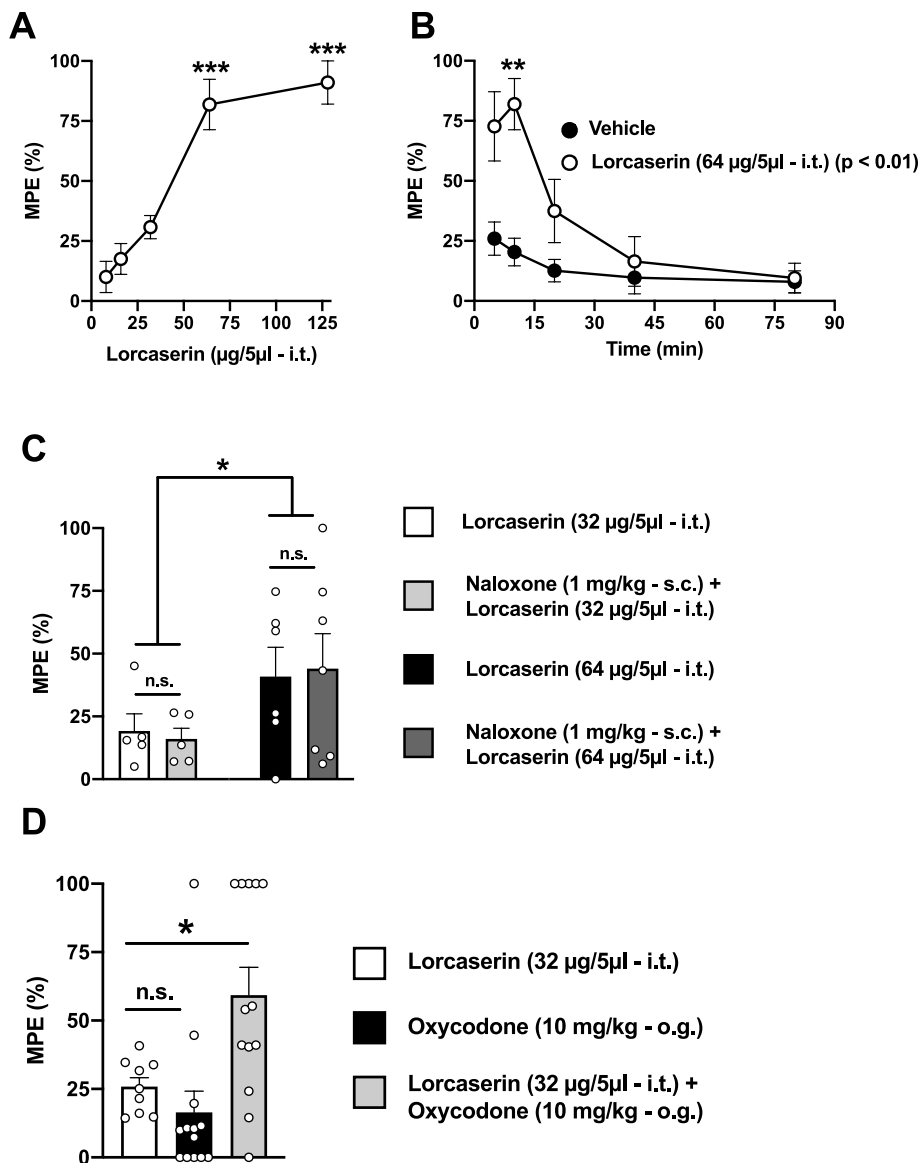 A
***
***
100
75
50
25
0
MPE (%)
0
25
50
75
100
125
Lorcaserin (µg/5µl - i.t.)
B
**
100
75
50
25
0
MPE (%)
Vehicle
Lorcaserin (64 µg/5µl - i.t.) (p < 0.01)
0
15
30
45
60
75
90
Time (min)
C
*
100
75
50
25
0
MPE (%)
n.s.
n.s.
Lorcaserin (32 µg/5µl - i.t.)
Naloxone (1 mg/kg - s.c.) +
Lorcaserin (32 µg/5µl - i.t.)
Lorcaserin (64 µg/5µl - i.t.)
Naloxone (1 mg/kg - s.c.) +
Lorcaserin (64 µg/5µl - i.t.)
D
100
75
50
25
0
MPE (%)
*
n.s.
Lorcaserin (32 µg/5µl - i.t.)
Oxycodone (10 mg/kg - o.g.)
Lorcaserin (32 µg/5µl - i.t.) +
Oxycodone (10 mg/kg - o.g.)